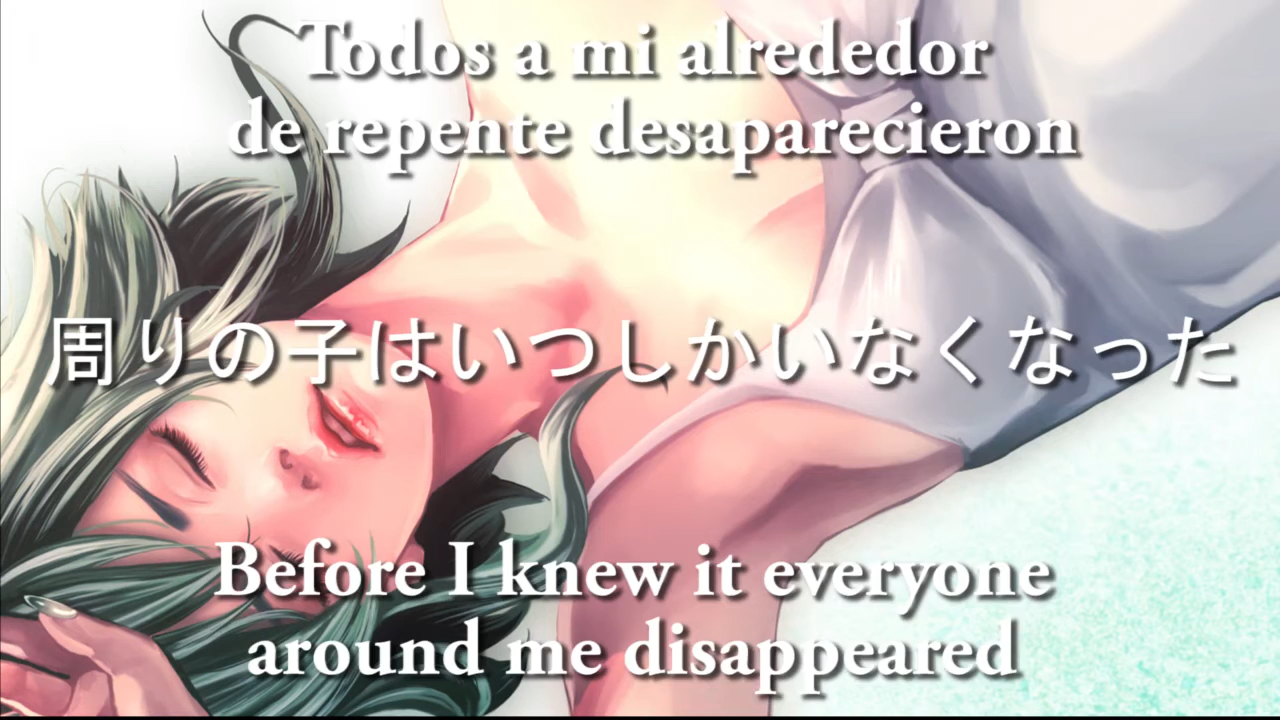 Todos a mi alrededor
de repente desaparecieron
周りの子はいつしかいなくなった
Before I knew it everyone
around me disappeared